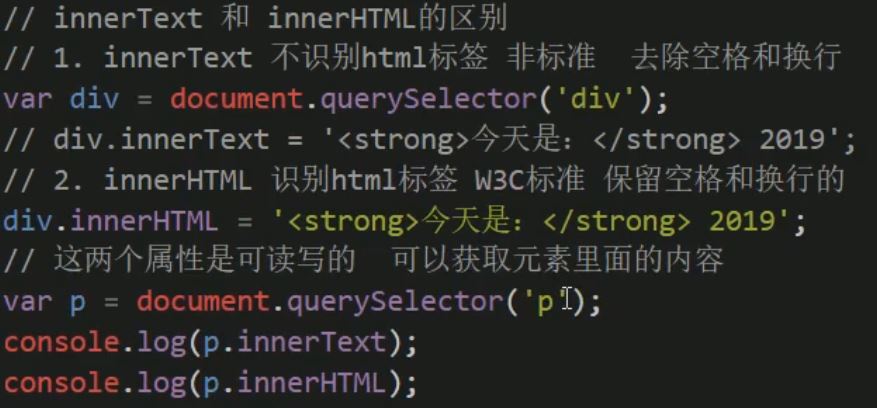 // innerText 和 innerHTML的区别
// 1. innerText 不识别html标签 非标准  去除空格和换行
var div = document.querySelector('div');
// div.innerText = '<strong>今天是：</strong> 2019';
// 2. innerHTML 识别html标签 W3C标准 保留空格和换行的
div.innerHTML = '<strong>今天是：</strong> 2019';
// 这两个属性是可读写的  可以获取元素里面的内容
var p = document.querySelector('p');
console.log(p.innerText);
console.log(p.innerHTML);